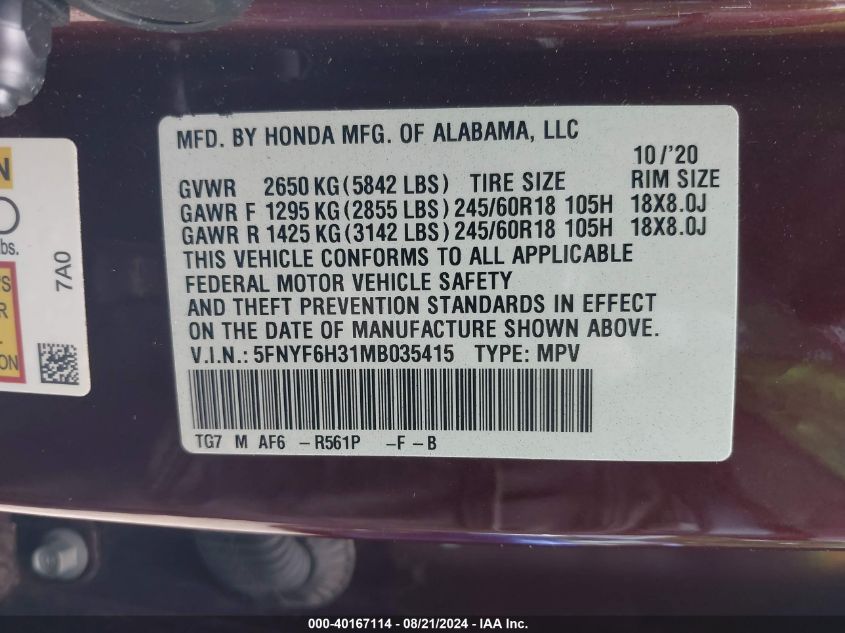 MFD. BY HONDA MFG. OF ALABAMA, LLC
10/'20
GVWR 2650 KG (5842 LBS) TIRE SIZE RIM SIZE
GAWR F 1295 KG (2855 LBS) 245/60R18 105H 18X8.0J
GAWR R 1425 KG (3142 LBS) 245/60R18 105H 18X8.0J
THIS VEHICLE CONFORMS TO ALL APPLICABLE
FEDERAL MOTOR VEHICLE SAFETY
AND THEFT PREVENTION STANDARDS IN EFFECT
ON THE DATE OF MANUFACTURE SHOWN ABOVE.
V.I.N.: 5FNYF6H31MB035415 TYPE: MPV
TG7 M AF6 -R561P -F-B
N
bs.
PS
R
7A0
000-40167114 - 08/21/2024 - IAA Inc.